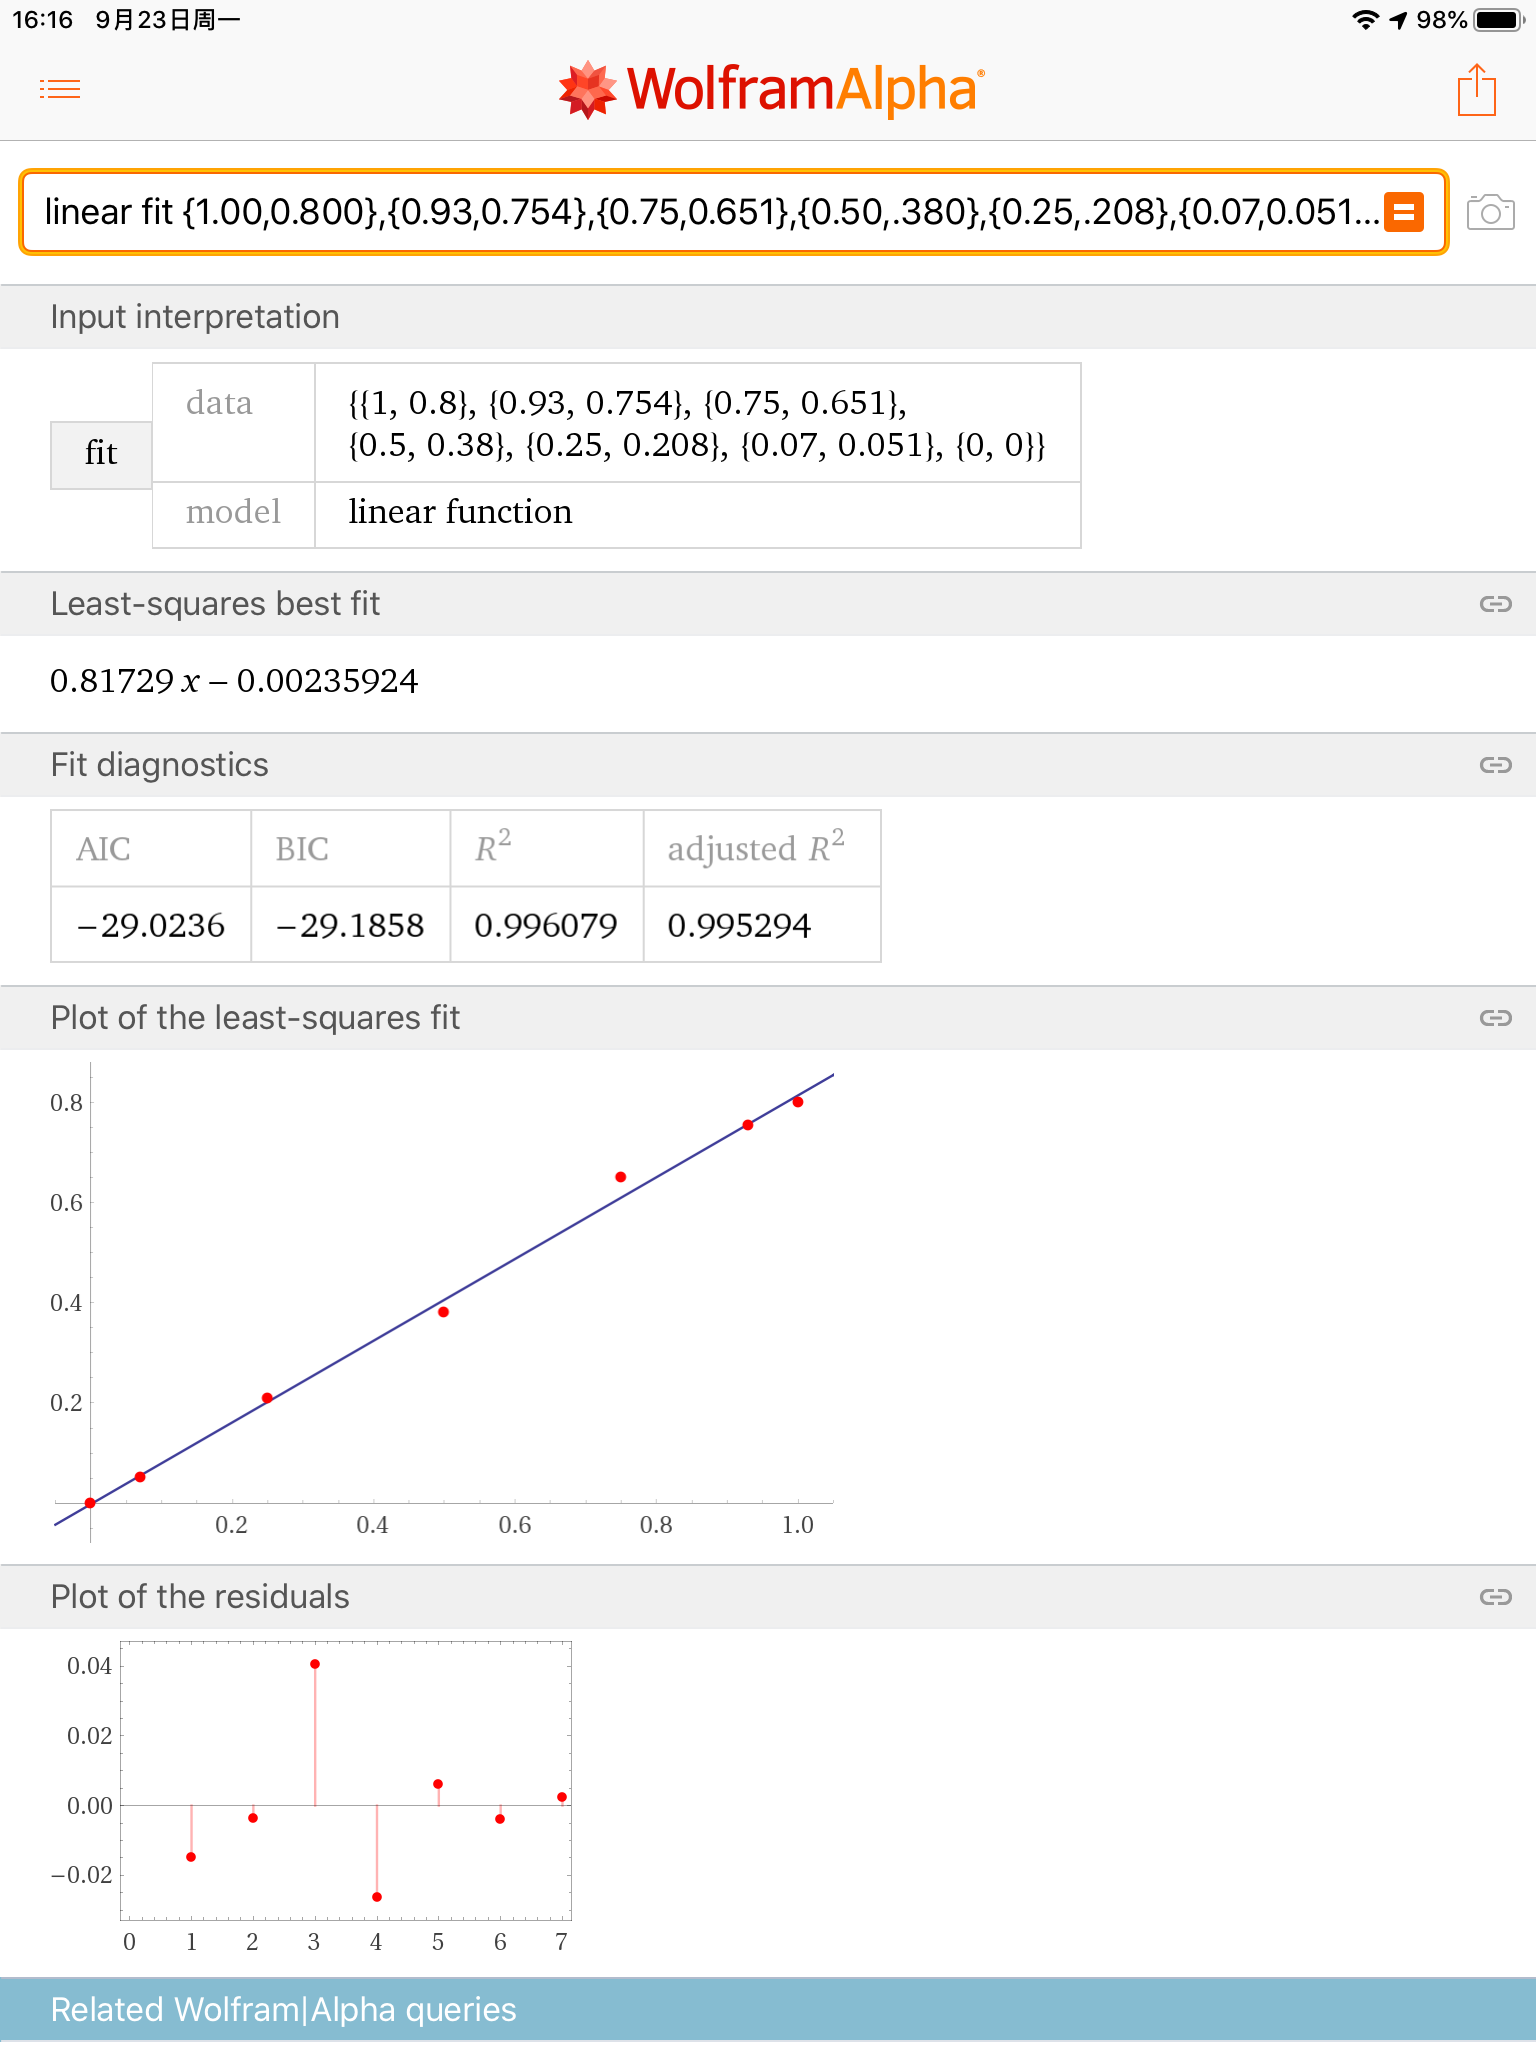 16:16 9月23日周一 98%
WolframAlpha®
linear fit {1.00,0.800},{0.93,0.754},{0.75,0.651},{0.50,.380},{0.25,.208},{0.07,0.051...
Input interpretation
fit
data
{{1, 0.8}, {0.93, 0.754}, {0.75, 0.651},
{0.5, 0.38}, {0.25, 0.208}, {0.07, 0.051}, {0, 0}}
model
linear function
Least-squares best fit
0.81729 x – 0.00235924
Fit diagnostics
AIC BIC R² adjusted R²
−29.0236 −29.1858 0.996079 0.995294
Plot of the least-squares fit
0.8
0.6
0.4
0.2
0.2 0.4 0.6 0.8 1.0
Plot of the residuals
0.04
0.02
0.00
−0.02
0 1 2 3 4 5 6 7
Related Wolfram|Alpha queries